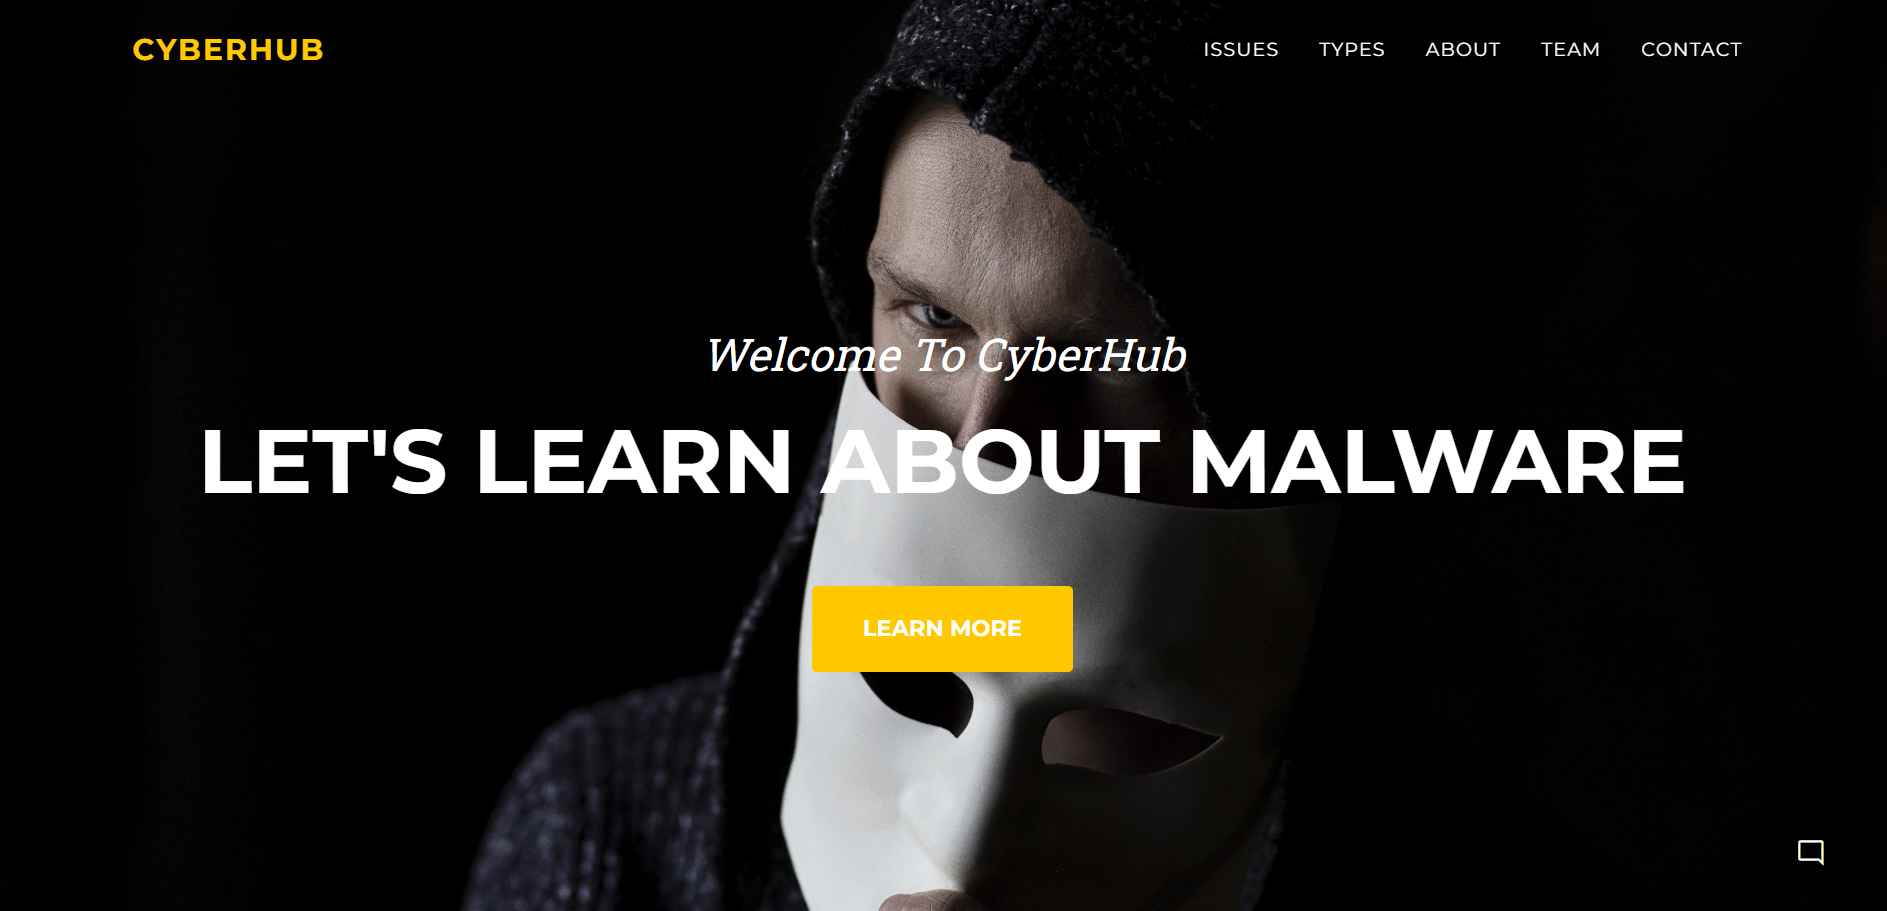 CYBERHUB
ISSUES TYPES ABOUT TEAM CONTACT
Welcome To CyberHub
LET'S LEARN ABOUT MALWARE
LEARN MORE